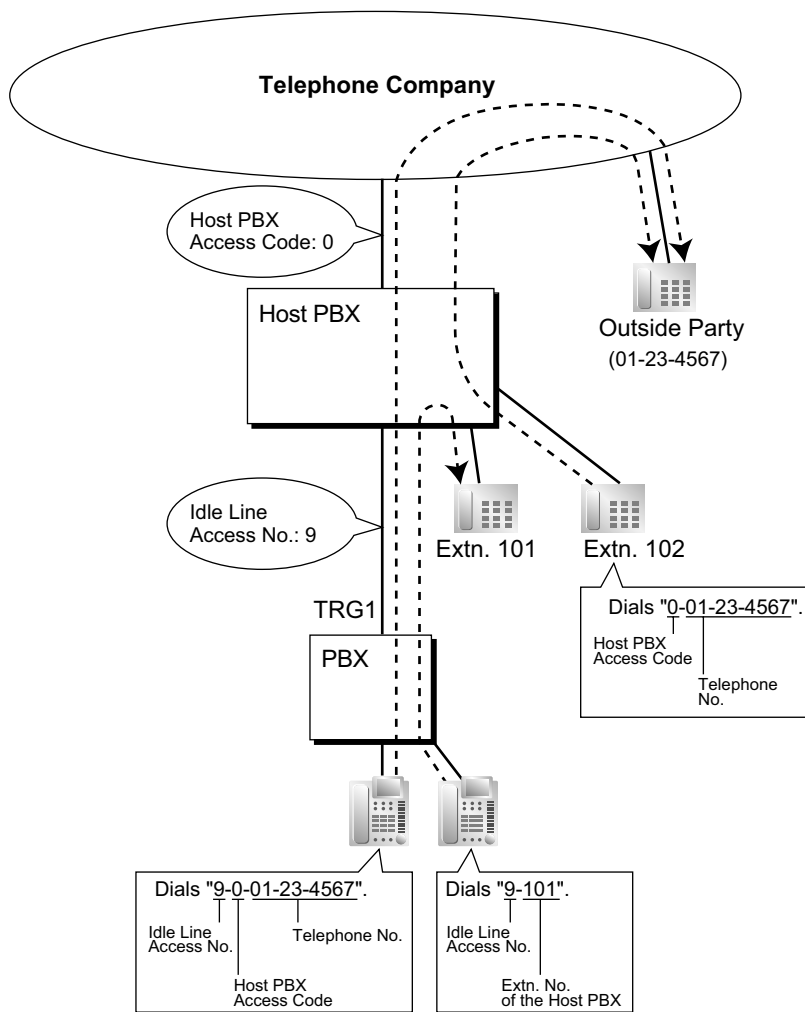 Telephone Company
Host PBX
Access Code: 0
Host PBX
Outside Party
(01-23-4567)
Idle Line
Access No.: 9
Extn. 101
Extn. 102
TRG1
PBX
Dials "0-01-23-4567".
Host PBX
Access Code
Telephone
No.
Dials "9-0-01-23-4567".
Idle Line
Access No.
Telephone No.
Host PBX
Access Code
Dials "9-101".
Idle Line
Access No.
Extn. No.
of the Host PBX